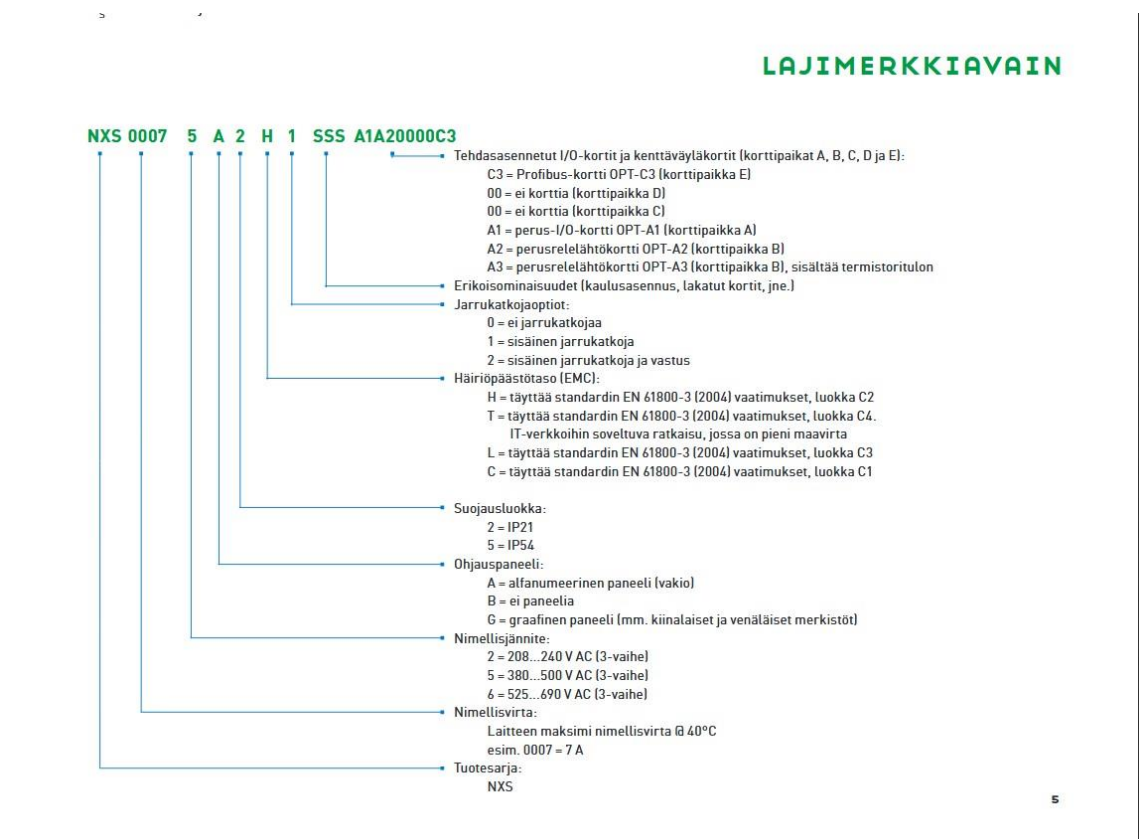 LAJIMERKKIAVAIN
NXS 0007 5 A 2 H 1 SSS A1A20000C3
Tehdasasennetut I/O-kortit ja kenttäväyläkortit (korttipaikat A, B, C, D ja E):
C3 = Profibus-kortti OPT-C3 (korttipaikka E)
00 = ei korttia (korttipaikka D)
00 = ei korttia (korttipaikka C)
A1 = perus-I/O-kortti OPT-A1 (korttipaikka A)
A2 = perusrelelähtökortti OPT-A2 (korttipaikka B)
A3 = perusrelelähtökortti OPT-A3 (korttipaikka B), sisältää termistoritulon
Erikoisominaisuudet (kaulusasennus, lakatut kortit, jne.)
Jarrukatkojaoptiot:
0 = ei jarrukatkojaa
1 = sisäinen jarrukatkoja
2 = sisäinen jarrukatkoja ja vastus
Häiriöpäästötaso (EMC):
H = täyttää standardin EN 61800-3 (2004) vaatimukset, luokka C2
T = täyttää standardin EN 61800-3 (2004) vaatimukset, luokka C4.
IT-verkkoihin soveltuva ratkaisu, jossa on pieni maavirta
L = täyttää standardin EN 61800-3 (2004) vaatimukset, luokka C3
C = täyttää standardin EN 61800-3 (2004) vaatimukset, luokka C1
Suojausluokka:
2 = IP21
5 = IP54
Ohjauspaneeli:
A = alfanumeerinen paneeli (vakio)
B = ei paneelia
G = graafinen paneeli (mm. kiinalaiset ja venäläiset merkistöt)
Nimellisjännite:
2 = 208...240 V AC (3-vaihe)
5 = 380...500 V AC (3-vaihe)
6 = 525...690 V AC (3-vaihe)
Nimellisvirta:
Laitteen maksimi nimellisvirta @ 40°C
esim. 0007 = 7 A
Tuotesarja:
NXS
5